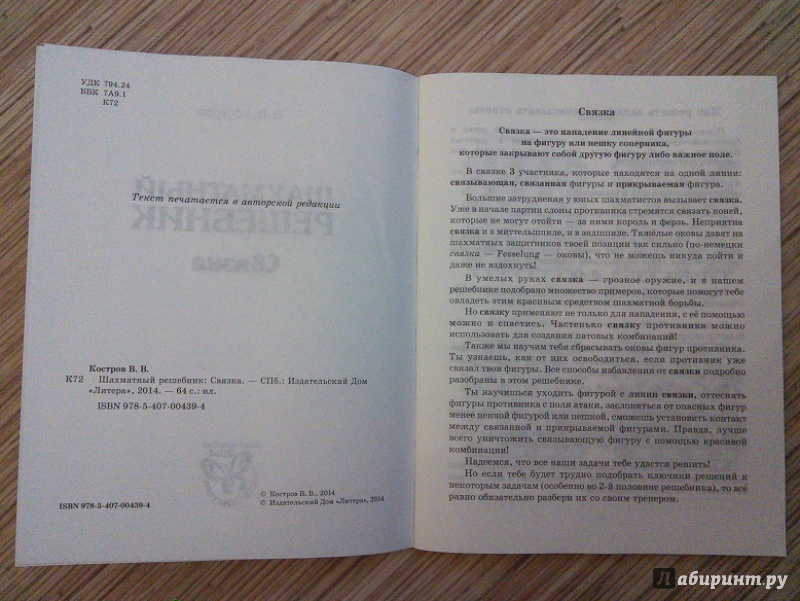 УДК 794.24
ББК 7А9.1
К72
Текст печатается в авторской редакции
Костров В. В.
К72 Шахматный решебник: Связка. — СПб.: Издательский Дом
«Литера», 2014. — 64 с.: ил.
ISBN 978-5-407-00439-4
© Костров В. В., 2014
© Издательский Дом «Литера», 2014
ISBN 978-5-407-00439-4
Связка
Связка — это нападение линейной фигуры
на фигуру или пешку соперника,
которые закрывают собой другую фигуру либо важное поле.
В связке 3 участника, которые находятся на одной линии:
связывающая, связанная фигуры и прикрываемая фигура.
Большие затруднения у юных шахматистов вызывает связка.
Уже в начале партии слоны противника стремятся связать коней,
которые не могут отойти — за ними король и ферзь. Неприятна
связка и в миттельшпиле, и в эндшпиле. Тяжёлые оковы давят на
шахматных защитников твоей позиции так сильно (по-немецки
связка — Fesselung — оковы), что не можешь никуда пойти и
даже не вздохнуть!
В умелых руках связка — грозное оружие, и в нашем
решебнике подобрано множество примеров, которые помогут тебе
овладеть этим красивым средством шахматной борьбы.
Но связку применяют не только для нападения, с её помощью
можно и спастись. Частенько связку противника можно
использовать для создания патовых комбинаций!
Также мы научим тебя сбрасывать оковы фигур противника.
Ты узнаешь, как от них освободиться, если противник уже
связал твои фигуры. Все способы избавления от связки подробно
разобраны в этом решебнике.
Ты научишься уходить фигурой с линии связки, оттеснять
фигуры противника с поля атаки, заслоняться от опасных фигур
менее ценной фигурой или пешкой, сможешь установить контакт
между связанной и прикрываемой фигурами. Правда, лучше
всего уничтожить связывающую фигуру с помощью красивой
комбинации!
Надеемся, что все наши задачи тебе удастся решить!
Но если тебе будет трудно подобрать ключики решений к
некоторым задачам (особенно во 2-й половине решебника), то всё
равно обязательно разбери их со своим тренером.
Лабиринт.ру